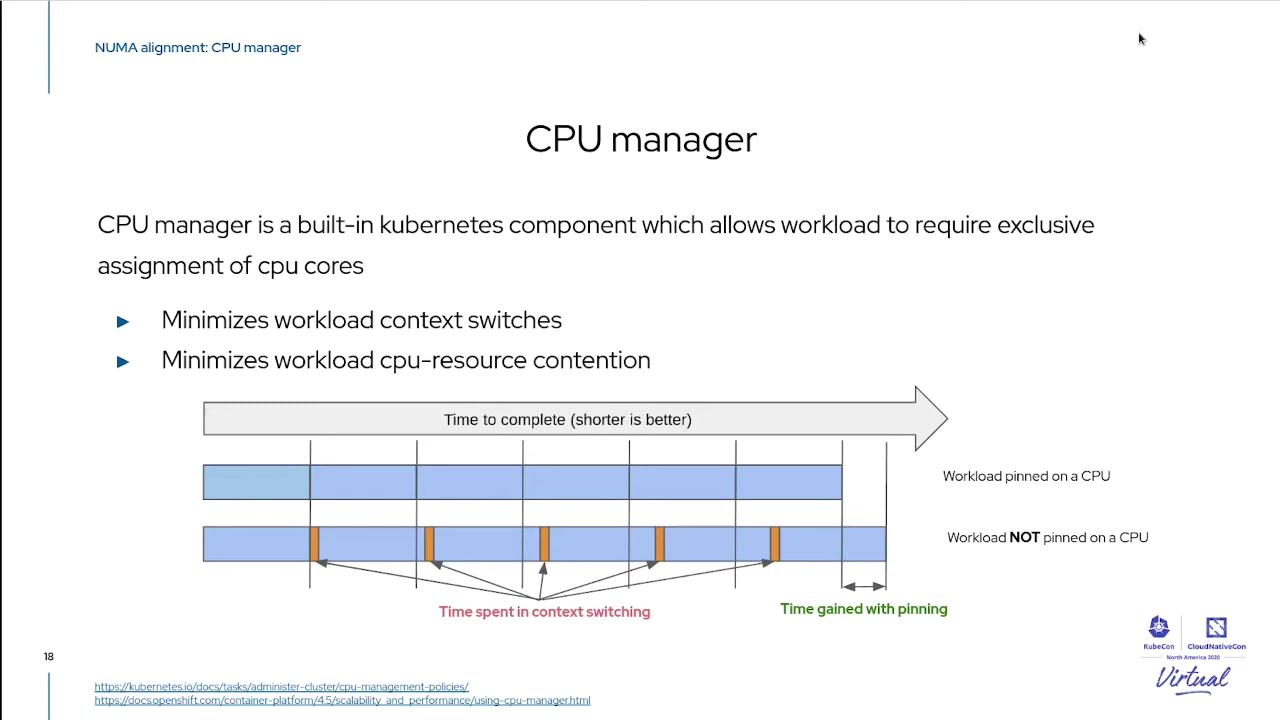 NUMA alignment: CPU manager
CPU manager
CPU manager is a built-in kubernetes component which allows workload to require exclusive
assignment of cpu cores
Minimizes workload context switches
Minimizes workload cpu-resource contention
Time to complete (shorter is better)
Workload pinned on a CPU
Workload NOT pinned on a CPU
Time spent in context switching
Time gained with pinning
KubeCon
CloudNativeCon
North America 2020
Virtual
18
https://kubernetes.io/docs/tasks/administer-cluster/cpu-management-policies/
https://docs.openshift.com/container-platform/4.5/scalability_and_performance/using-cpu-manager.html